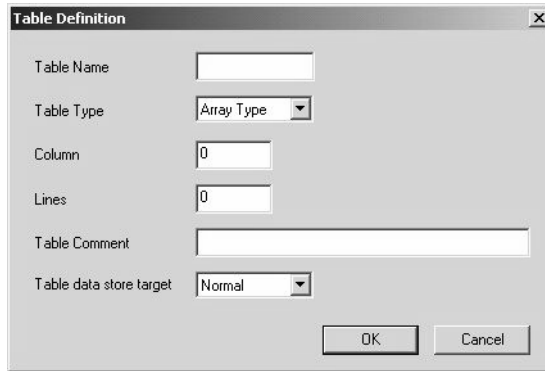 Table Definition
Table Name
Table Type Array Type
Column 0
Lines 0
Table Comment
Table data store target Normal
OK Cancel